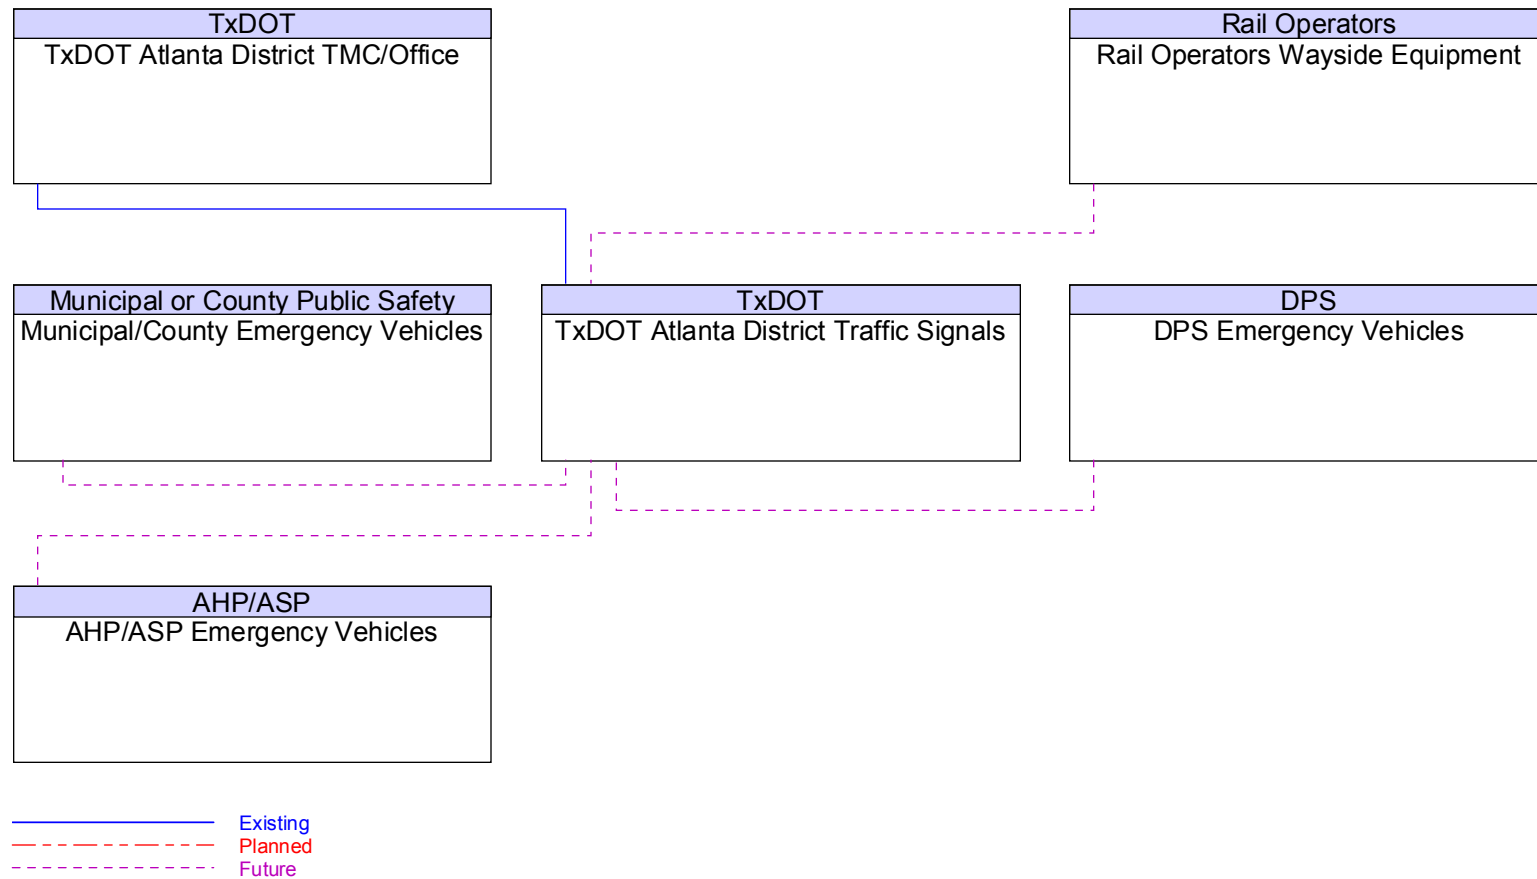 TxDOT
TxDOT Atlanta District TMC/Office
Rail Operators
Rail Operators Wayside Equipment
Municipal or County Public Safety
Municipal/County Emergency Vehicles
TxDOT
TxDOT Atlanta District Traffic Signals
DPS
DPS Emergency Vehicles
AHP/ASP
AHP/ASP Emergency Vehicles
Existing
Planned
Future